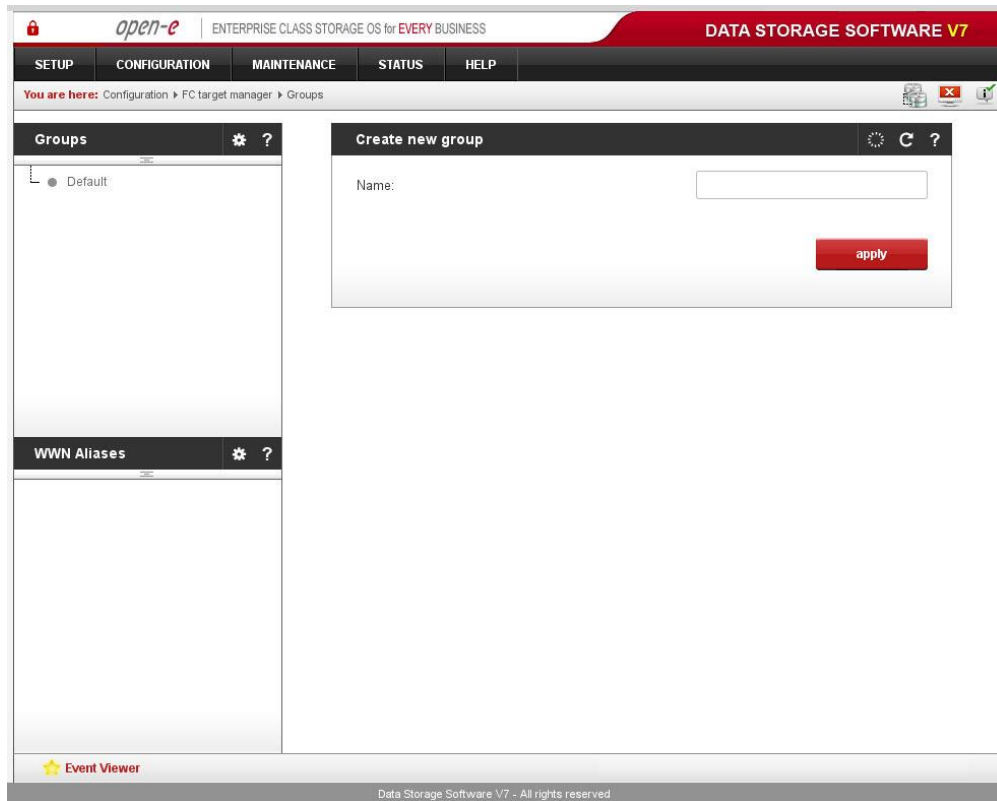 open-e ENTERPRISE CLASS STORAGE OS for EVERY BUSINESS
DATA STORAGE SOFTWARE V7
SETUP CONFIGURATION MAINTENANCE STATUS HELP
You are here: Configuration FC target manager Groups
Groups ?
Default
Create new group ?
Name:
apply
WWN Aliases ?
Event Viewer
Data Storage Software V7 - All rights reserved